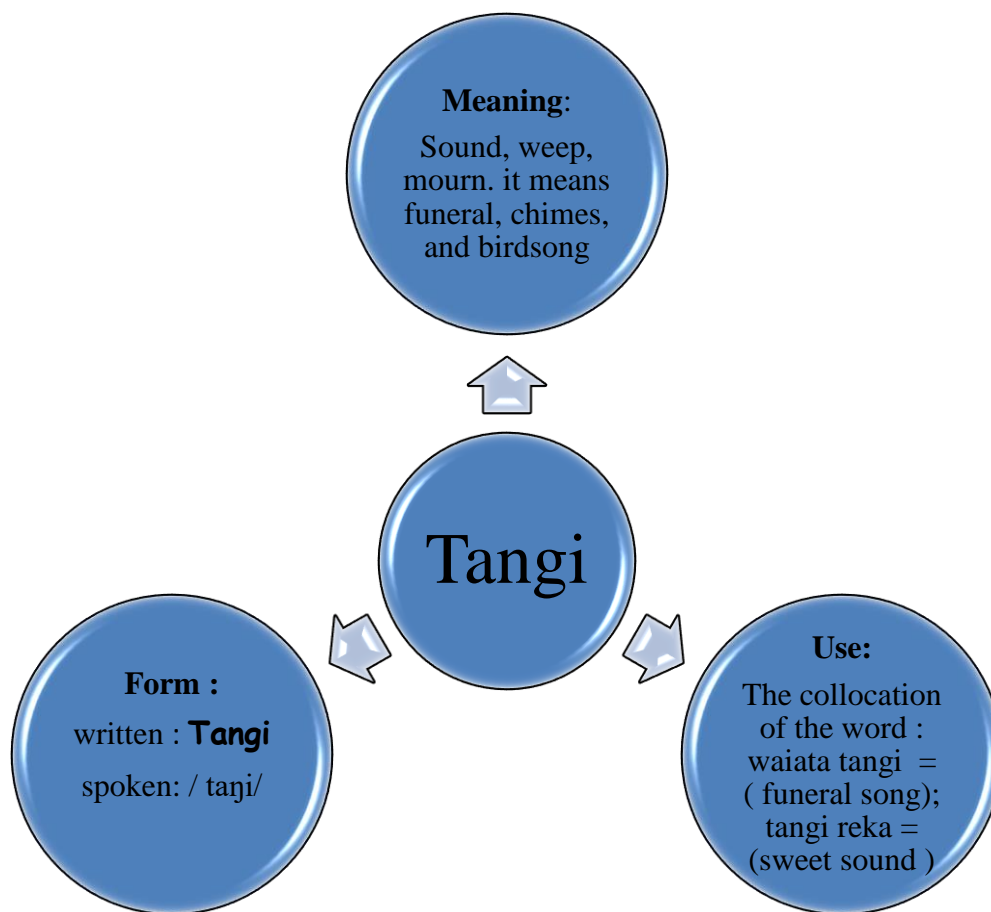 Meaning:
Sound, weep,
mourn. it means
funeral, chimes,
and birdsong
Tangi
Form :
written : Tangi
spoken: / taŋi/
Use:
The collocation
of the word :
waiata tangi =
( funeral song);
tangi reka =
(sweet sound )